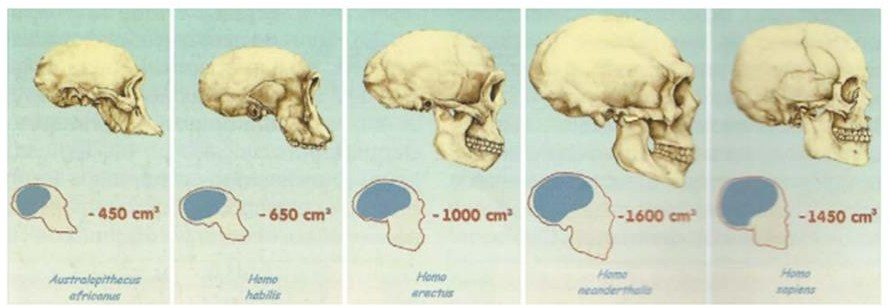 - 450 cm³
- 650 cm³
- 1000 cm³
- 1600 cm³
- 1450 cm³
Australopithecus
africanus
Homo
habilis
Homo
erectus
Homo
neanderthalis
Homo
sapiens